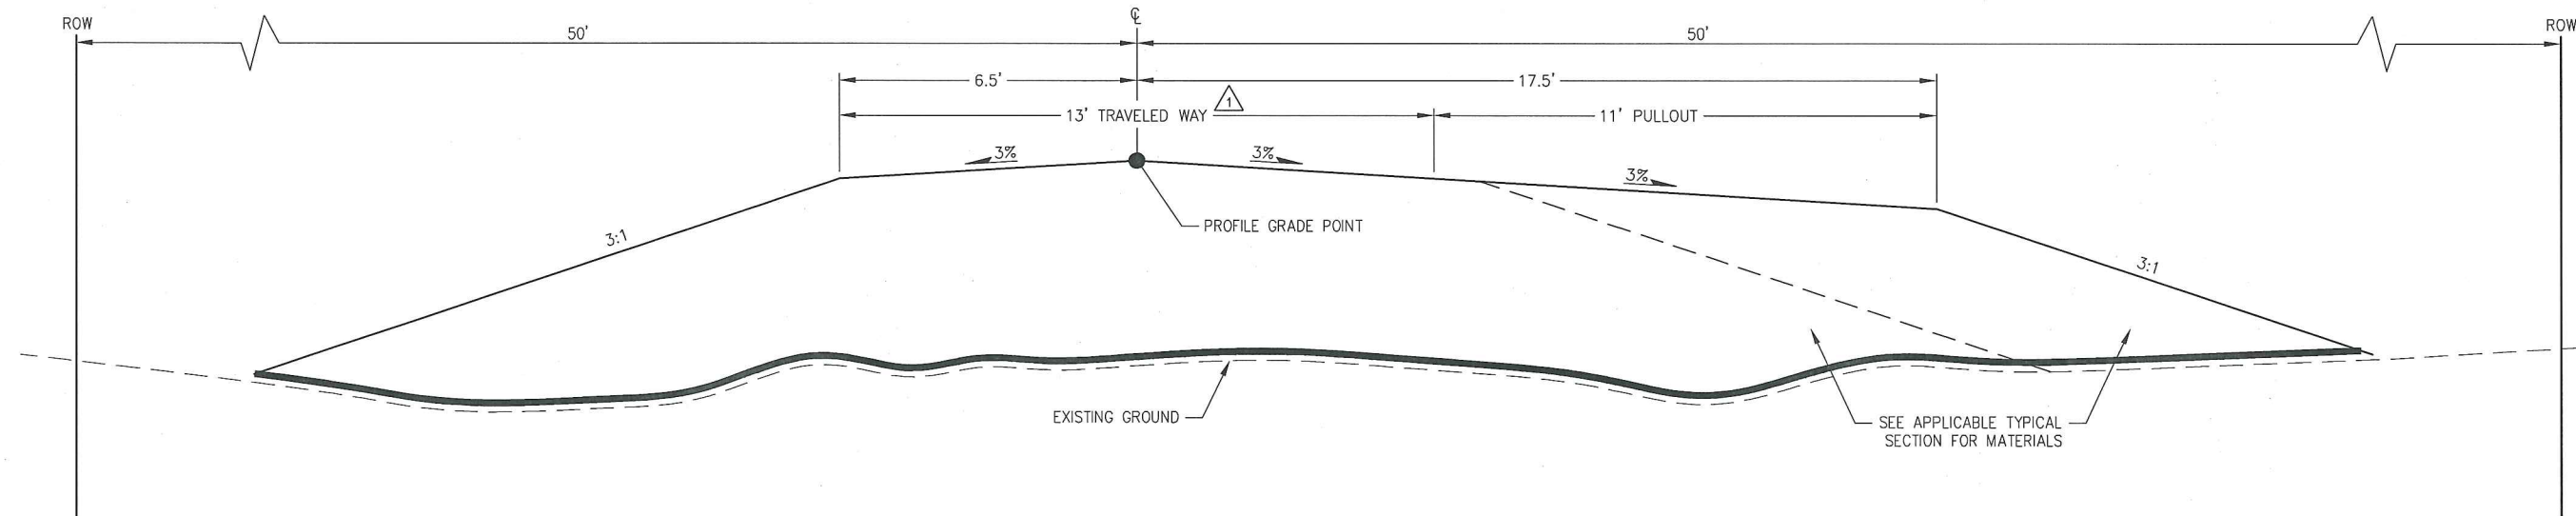 ROW
℄
ROW
50'
50'
6.5'
17.5'
13' TRAVELED WAY
1
11' PULLOUT
3%
3%
3%
PROFILE GRADE POINT
3:1
3:1
EXISTING GROUND
SEE APPLICABLE TYPICAL
SECTION FOR MATERIALS